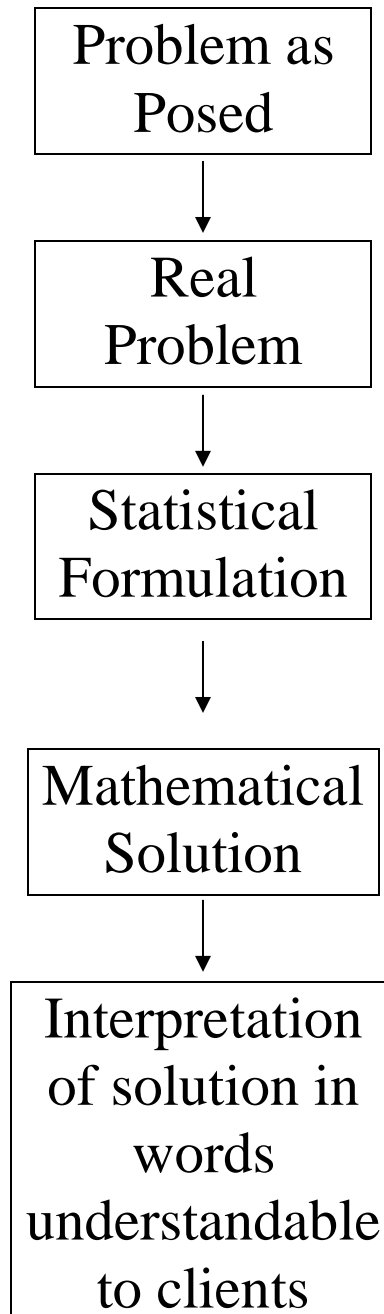 Problem as
Posed
Real
Problem
Statistical
Formulation
Mathematical
Solution
Interpretation
of solution in
words
understandable
to clients